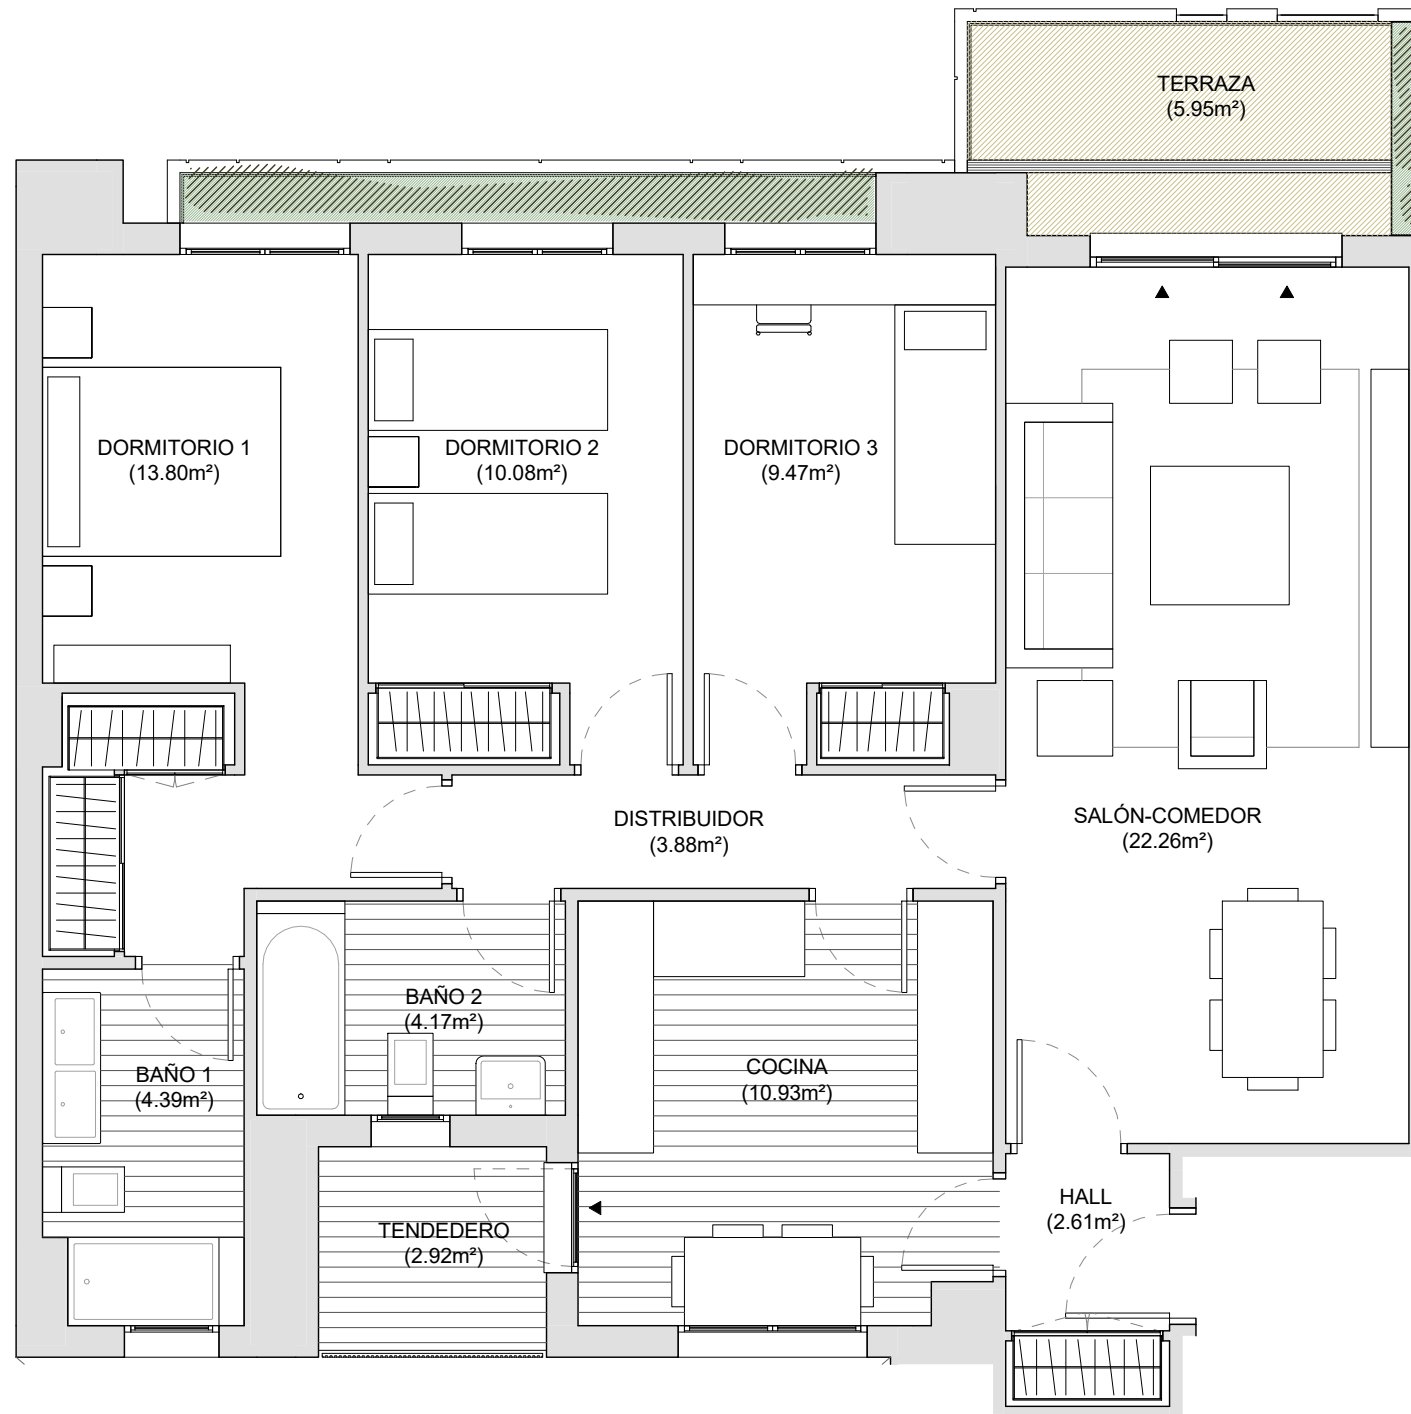 TERRAZA
(5.95m²)
DORMITORIO 1
(13.80m²)
DORMITORIO 2
(10.08m²)
DORMITORIO 3
(9.47m²)
DISTRIBUIDOR
(3.88m²)
SALÓN-COMEDOR
(22.26m²)
BAÑO 2
(4.17m²)
BAÑO 1
(4.39m²)
COCINA
(10.93m²)
HALL
(2.61m²)
TENDEDERO
(2.92m²)